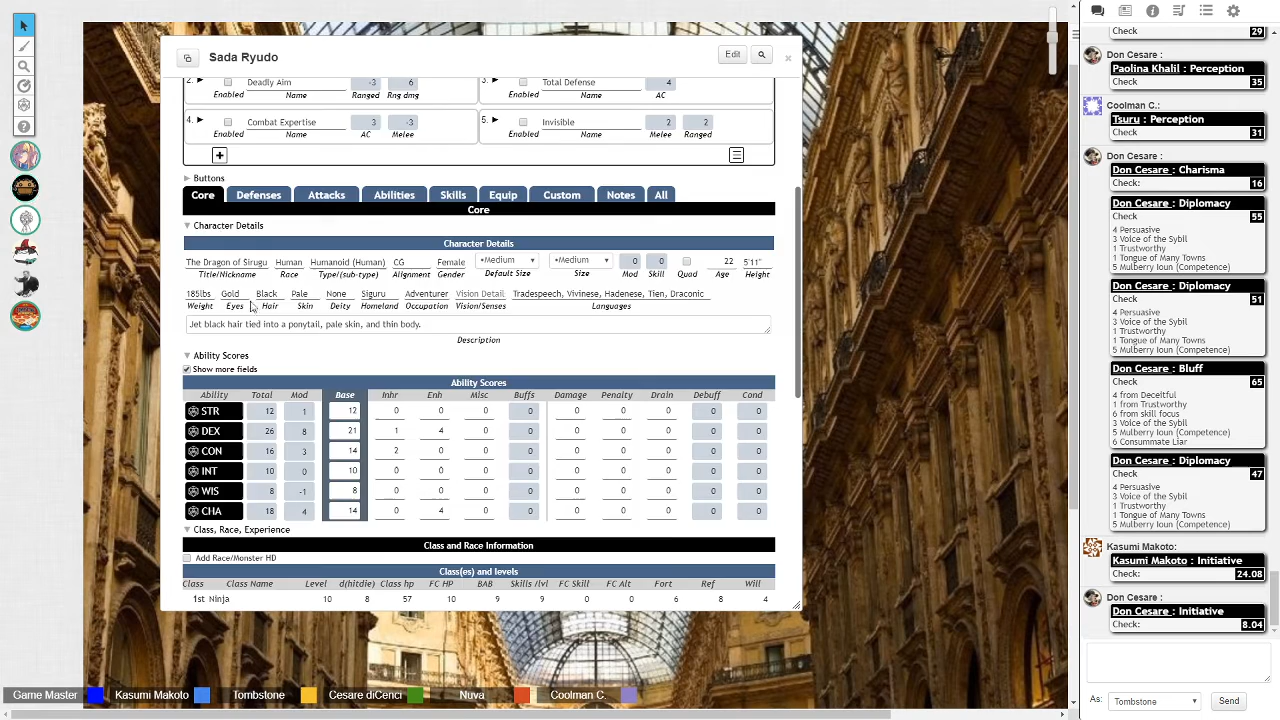 Sada Ryudo
Edit
2. Deadly Aim -3 6
Enabled Name Ranged Rng dmg
3. Total Defense 4
Enabled Name AC
4. Combat Expertise 3 -3
Enabled Name AC Melee
5. Invisible 2 2
Enabled Name Melee Ranged
Buttons
Core Defenses Attacks Abilities Skills Equip Custom Notes All
Core
Character Details
Character Details
The Dragon of Sirugu Human Humanoid (Human) CG Female •Medium •Medium 0 0 22 5'11"
Title/Nickname Race Type/(sub-type) Alignment Gender Default Size Size Mod Skill Quad Age Height
185lbs Gold Black Pale None Siguru Adventurer Vision Detail Tradespeech, Vivinese, Hadenese, Tien, Draconic
Weight Eyes Hair Skin Deity Homeland Occupation Vision/Senses Languages
Jet black hair tied into a ponytail, pale skin, and thin body.
Description
Ability Scores
Show more fields
Ability Scores
Ability Total Mod Base Inhr Enh Misc Buffs Damage Penalty Drain Debuff Cond
STR 12 1 12 0 0 0 0 0 0 0 0 0
DEX 26 8 21 1 4 0 0 0 0 0 0 0
CON 16 3 14 2 0 0 0 0 0 0 0 0
INT 10 0 10 0 0 0 0 0 0 0 0 0
WIS 8 -1 8 0 0 0 0 0 0 0 0 0
CHA 18 4 14 0 4 0 0 0 0 0 0 0
Class, Race, Experience
Class and Race Information
Add Race/Monster HD
Class(es) and levels
Class Class Name Level d(hitdie) Class hp FC HP BAB Skills /lvl FC Skill FC Alt Fort Ref Will
1st Ninja 10 8 57 10 9 9 0 0 6 8 4
Game Master Kasumi Makoto Tombstone Cesare diCenci Nuva Coolman C.
Check 29
Don Cesare :
Paolina Khalil : Perception
Check 35
Coolman C.:
Tsuru : Perception
Check 31
Don Cesare :
Don Cesare : Charisma
Check: 16
Don Cesare : Diplomacy
Check 55
4 Persuasive
3 Voice of the Sybil
1 Trustworthy
1 Tongue of Many Towns
5 Mulberry Ioun (Competence)
Don Cesare : Diplomacy
Check 51
4 Persuasive
3 Voice of the Sybil
1 Trustworthy
1 Tongue of Many Towns
5 Mulberry Ioun (Competence)
Don Cesare : Bluff
Check 65
4 from Deceitful
1 from Trustworthy
6 from skill focus
5 Mulberry Ioun (Competence)
6 Consummate Liar
Don Cesare : Diplomacy
Check 47
4 Persuasive
3 Voice of the Sybil
1 Trustworthy
1 Tongue of Many Towns
5 Mulberry Ioun (Competence)
Kasumi Makoto:
Kasumi Makoto : Initiative
Check: 24.08
Don Cesare :
Don Cesare : Initiative
Check: 8.04
As: Tombstone Send